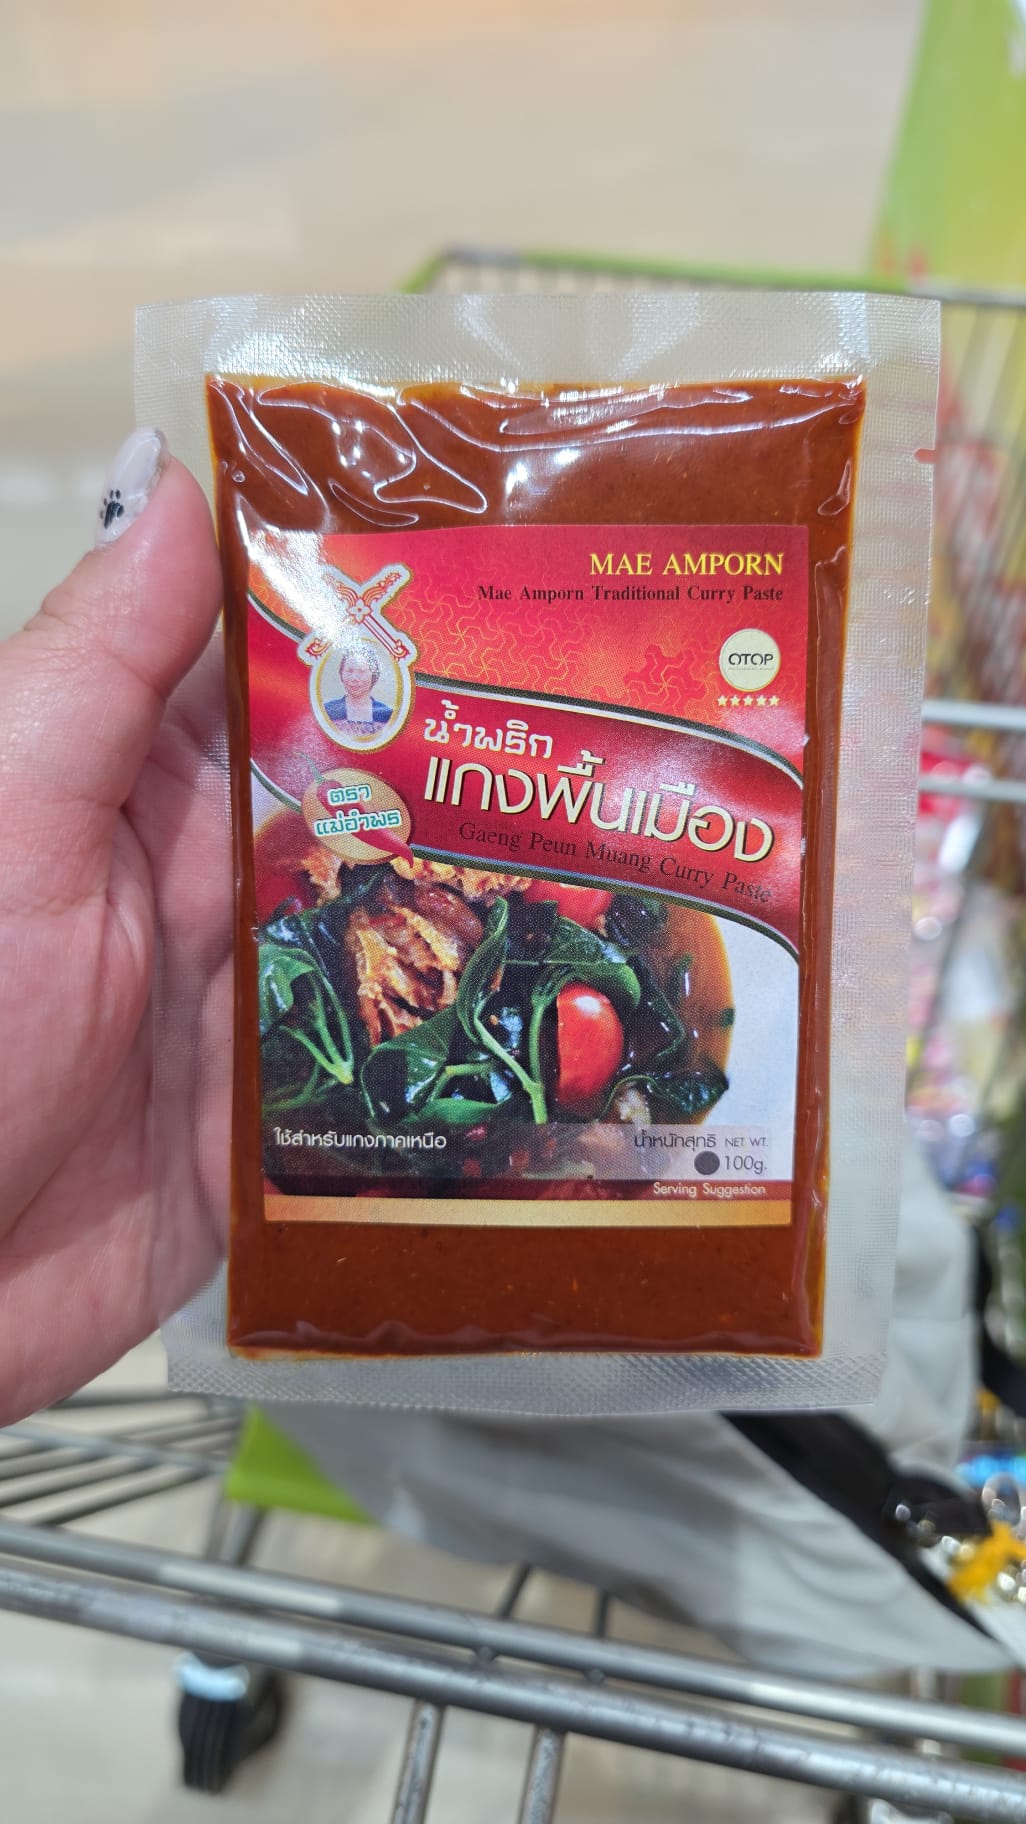 MAE AMPORN
Mae Amporn Traditional Curry Paste
OTOP
น้ำพริก
แกงพื้นเมือง
Gaeng Peun Muang Curry Paste
ตรา
แม่อำพร
ใช้สำหรับแกงภาคเหนือ
น้ำหนักสุทธิ NET WT.
100g.
Serving Suggestion